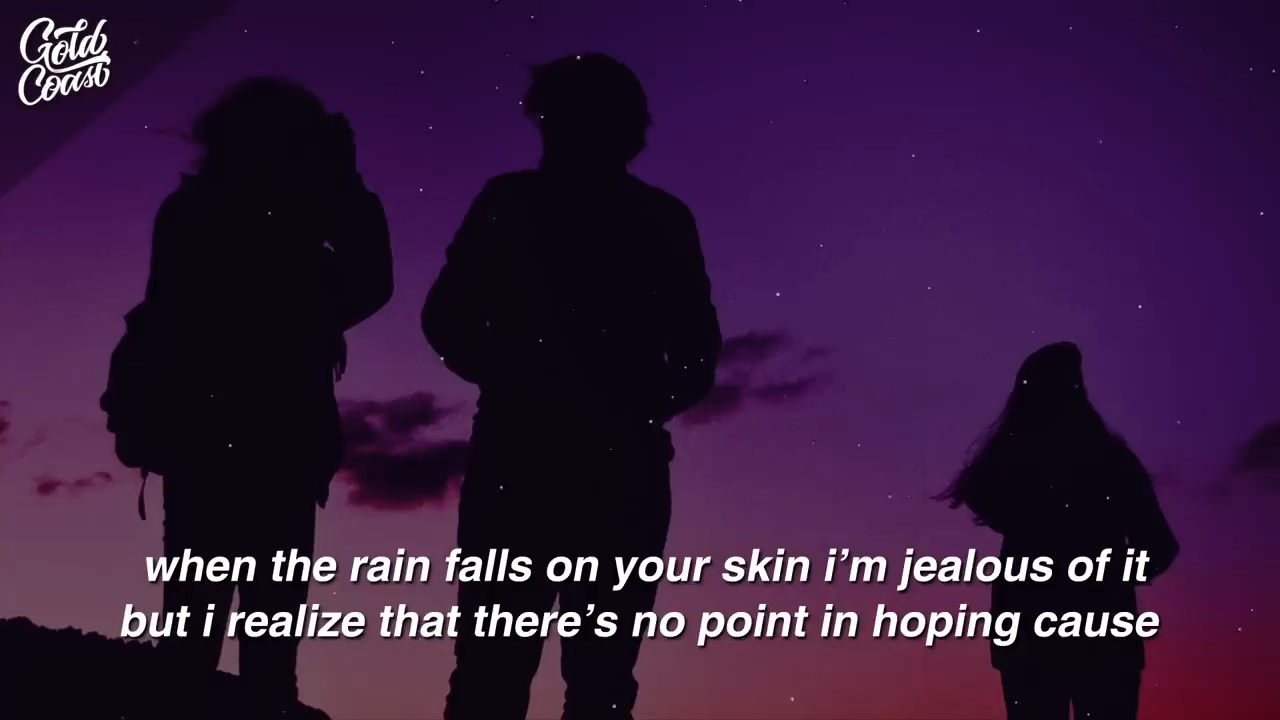 Gold
Coast
when the rain falls on your skin i’m jealous of it
but i realize that there’s no point in hoping cause